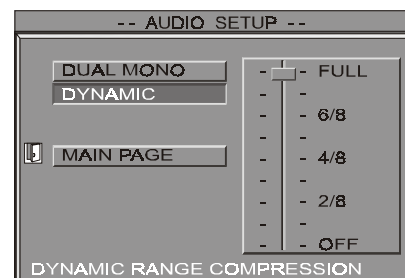 -- AUDIO SETUP --
DUAL MONO
DYNAMIC
MAIN PAGE
FULL
6/8
4/8
2/8
OFF
DYNAMIC RANGE COMPRESSION